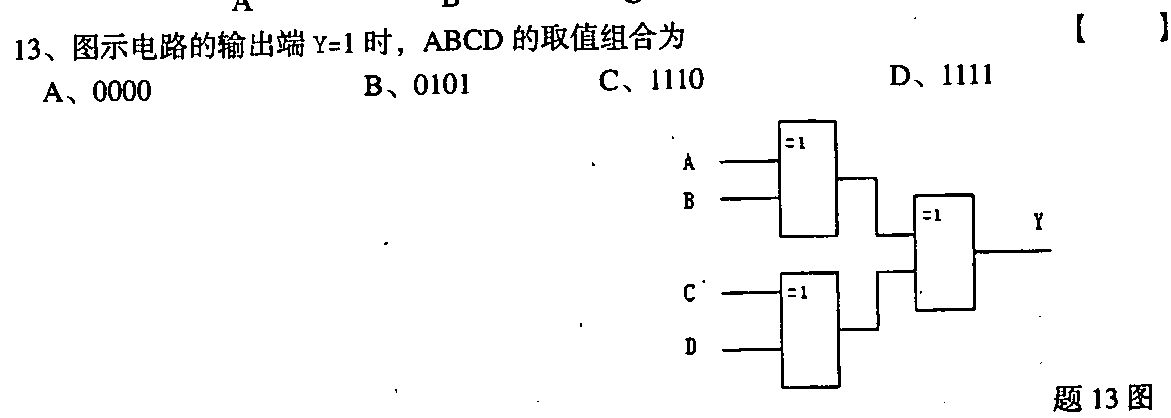 A
13、图示电路的输出端 Y=1 时，ABCD 的取值组合为 【 】
A、0000 B、0101 C、1110 D、1111
=1
A
B
=1
Y
C
=1
D
题 13 图